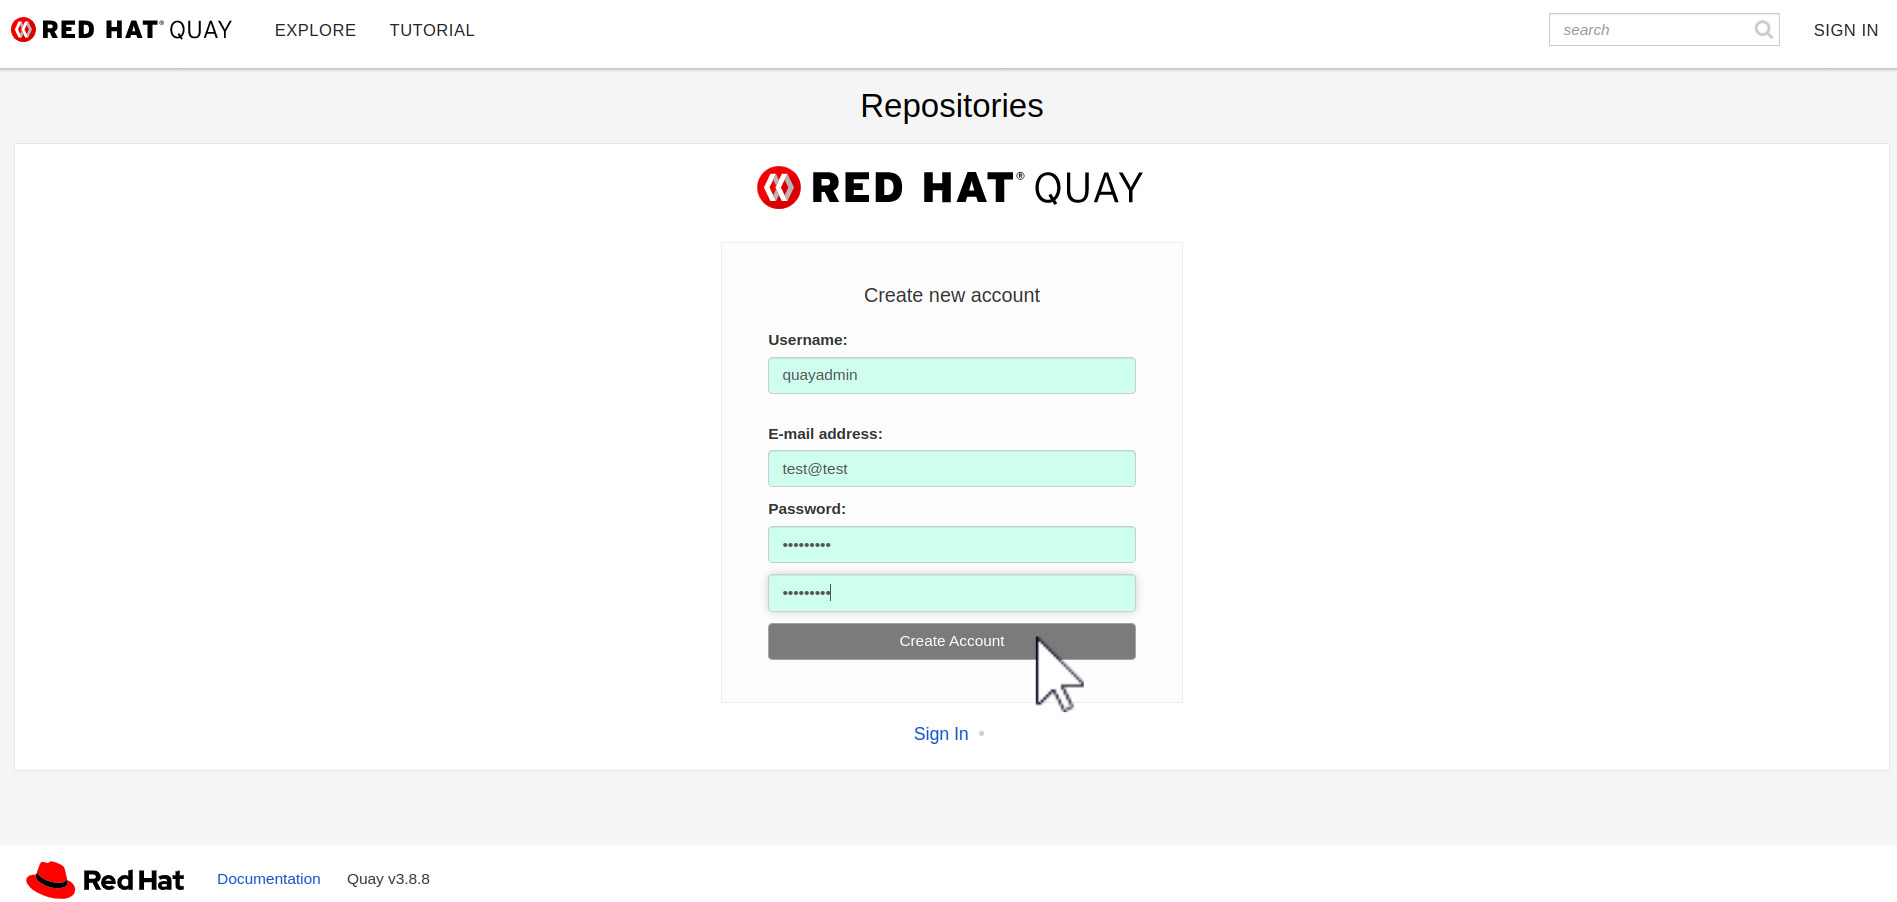 RED HAT® QUAY EXPLORE TUTORIAL search SIGN IN
Repositories
RED HAT® QUAY
Create new account
Username:
quayadmin
E-mail address:
test@test
Password:
•••••••••
•••••••••
Create Account
Sign In •
Red Hat Documentation Quay v3.8.8